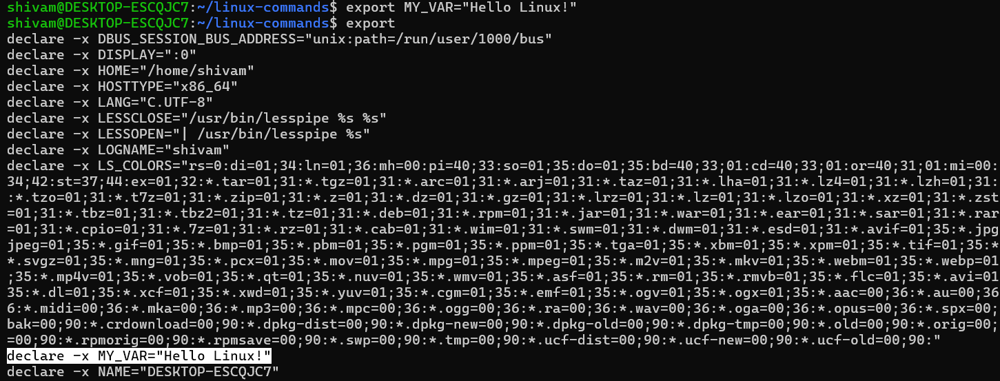 shivam@DESKTOP-ESCQJC7:~/linux-commands$ export MY_VAR="Hello Linux!"
shivam@DESKTOP-ESCQJC7:~/linux-commands$ export
declare -x DBUS_SESSION_BUS_ADDRESS="unix:path=/run/user/1000/bus"
declare -x DISPLAY=":0"
declare -x HOME="/home/shivam"
declare -x HOSTTYPE="x86_64"
declare -x LANG="C.UTF-8"
declare -x LESSCLOSE="/usr/bin/lesspipe %s %s"
declare -x LESSOPEN="| /usr/bin/lesspipe %s"
declare -x LOGNAME="shivam"
declare -x LS_COLORS="rs=0:di=01;34:ln=01;36:mh=00:pi=40;33:so=01;35:do=01;35:bd=40;33;01:cd=40;33;01:or=40;31;01:mi=00:
34;42:st=37;44:ex=01;32:*.tar=01;31:*.tgz=01;31:*.arc=01;31:*.arj=01;31:*.taz=01;31:*.lha=01;31:*.lz4=01;31:*.lzh=01;31:
:*.tzo=01;31:*.t7z=01;31:*.zip=01;31:*.z=01;31:*.dz=01;31:*.gz=01;31:*.lrz=01;31:*.lz=01;31:*.lzo=01;31:*.xz=01;31:*.zst
=01;31:*.tbz=01;31:*.tbz2=01;31:*.tz=01;31:*.deb=01;31:*.rpm=01;31:*.jar=01;31:*.war=01;31:*.ear=01;31:*.sar=01;31:*.rar
=01;31:*.cpio=01;31:*.7z=01;31:*.rz=01;31:*.cab=01;31:*.wim=01;31:*.swm=01;31:*.dwm=01;31:*.esd=01;31:*.avif=01;35:*.jpg
jpeg=01;35:*.gif=01;35:*.bmp=01;35:*.pbm=01;35:*.pgm=01;35:*.ppm=01;35:*.tga=01;35:*.xbm=01;35:*.xpm=01;35:*.tif=01;35:*
*.svgz=01;35:*.mng=01;35:*.pcx=01;35:*.mov=01;35:*.mpg=01;35:*.mpeg=01;35:*.m2v=01;35:*.mkv=01;35:*.webm=01;35:*.webp=01
;35:*.mp4v=01;35:*.vob=01;35:*.qt=01;35:*.nuv=01;35:*.wmv=01;35:*.asf=01;35:*.rm=01;35:*.rmvb=01;35:*.flc=01;35:*.avi=01
35:*.dl=01;35:*.xcf=01;35:*.xwd=01;35:*.yuv=01;35:*.cgm=01;35:*.emf=01;35:*.ogv=01;35:*.ogx=01;35:*.aac=00;36:*.au=00;36
6:*.midi=00;36:*.mka=00;36:*.mp3=00;36:*.mpc=00;36:*.ogg=00;36:*.ra=00;36:*.wav=00;36:*.oga=00;36:*.opus=00;36:*.spx=00;
bak=00;90:*.crdownload=00;90:*.dpkg-dist=00;90:*.dpkg-new=00;90:*.dpkg-old=00;90:*.dpkg-tmp=00;90:*.old=00;90:*.orig=00;
=00;90:*.rpmorig=00;90:*.rpmsave=00;90:*.swp=00;90:*.tmp=00;90:*.ucf-dist=00;90:*.ucf-new=00;90:*.ucf-old=00;90:"
declare -x MY_VAR="Hello Linux!"
declare -x NAME="DESKTOP-ESCQJC7"